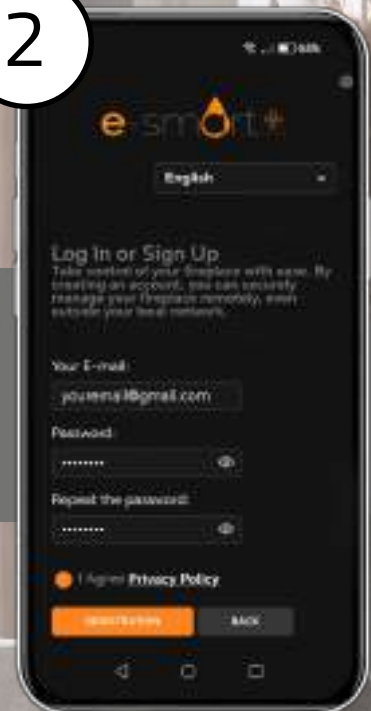 2
e-smart+
English
Log In or Sign Up
Take control of your fireplace with ease. By
creating an account, you can securely
manage your fireplace remotely, even
outside your local network.
Your E-mail:
youremail@gmail.com
Password:
••••••••
Repeat the password:
••••••••
I Agree Privacy Policy
REGISTRATION
BACK